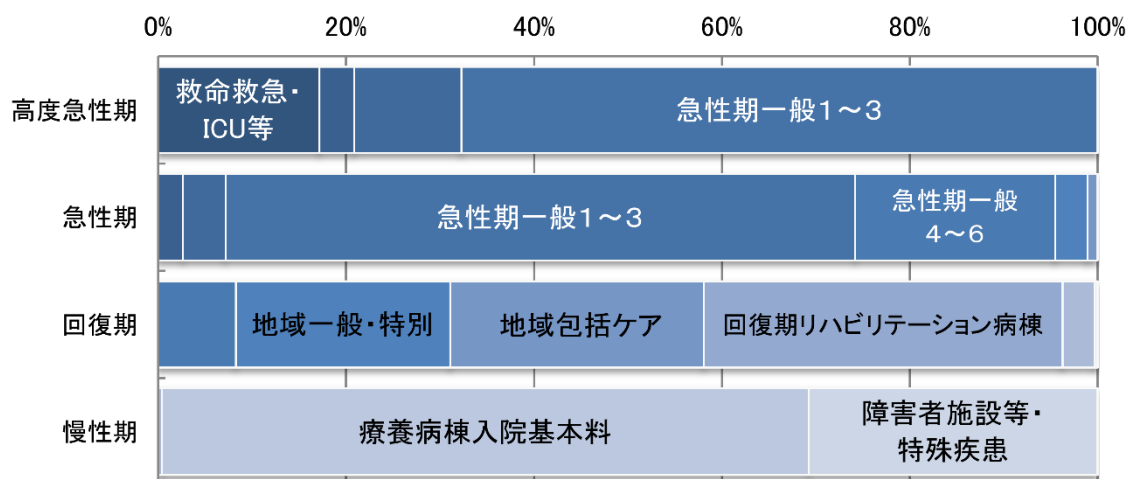 0% 20% 40% 60% 80% 100%
高度急性期
救命救急・
ICU等
急性期一般1～3
急性期
急性期一般1～3
急性期一般
4～6
回復期
地域一般・特別
地域包括ケア
回復期リハビリテーション病棟
慢性期
療養病棟入院基本料
障害者施設等・
特殊疾患